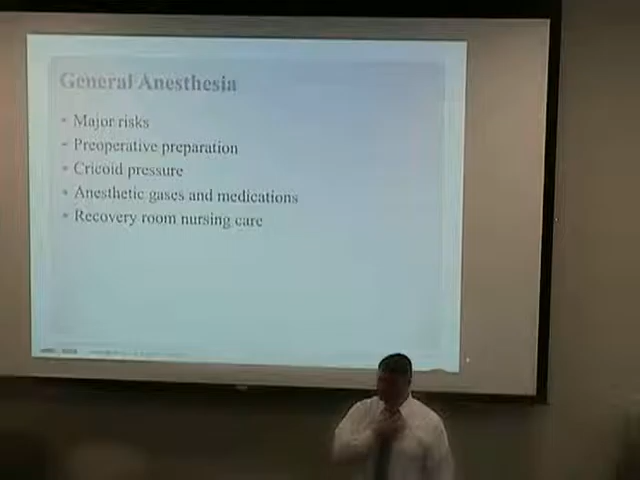 General Anesthesia
- Major risks
- Preoperative preparation
- Cricoid pressure
- Anesthetic gases and medications
- Recovery room nursing care